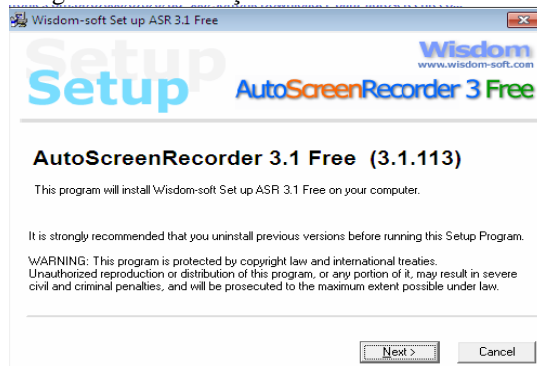 Wisdom-soft Set up ASR 3.1 Free
Setup
Wisdom
www.wisdom-soft.com
AutoScreenRecorder 3 Free
AutoScreenRecorder 3.1 Free (3.1.113)
This program will install Wisdom-soft Set up ASR 3.1 Free on your computer.
It is strongly recommended that you uninstall previous versions before running this Setup Program.
WARNING: This program is protected by copyright law and international treaties.
Unauthorized reproduction or distribution of this program, or any portion of it, may result in severe
civil and criminal penalties, and will be prosecuted to the maximum extent possible under law.
Next >
Cancel